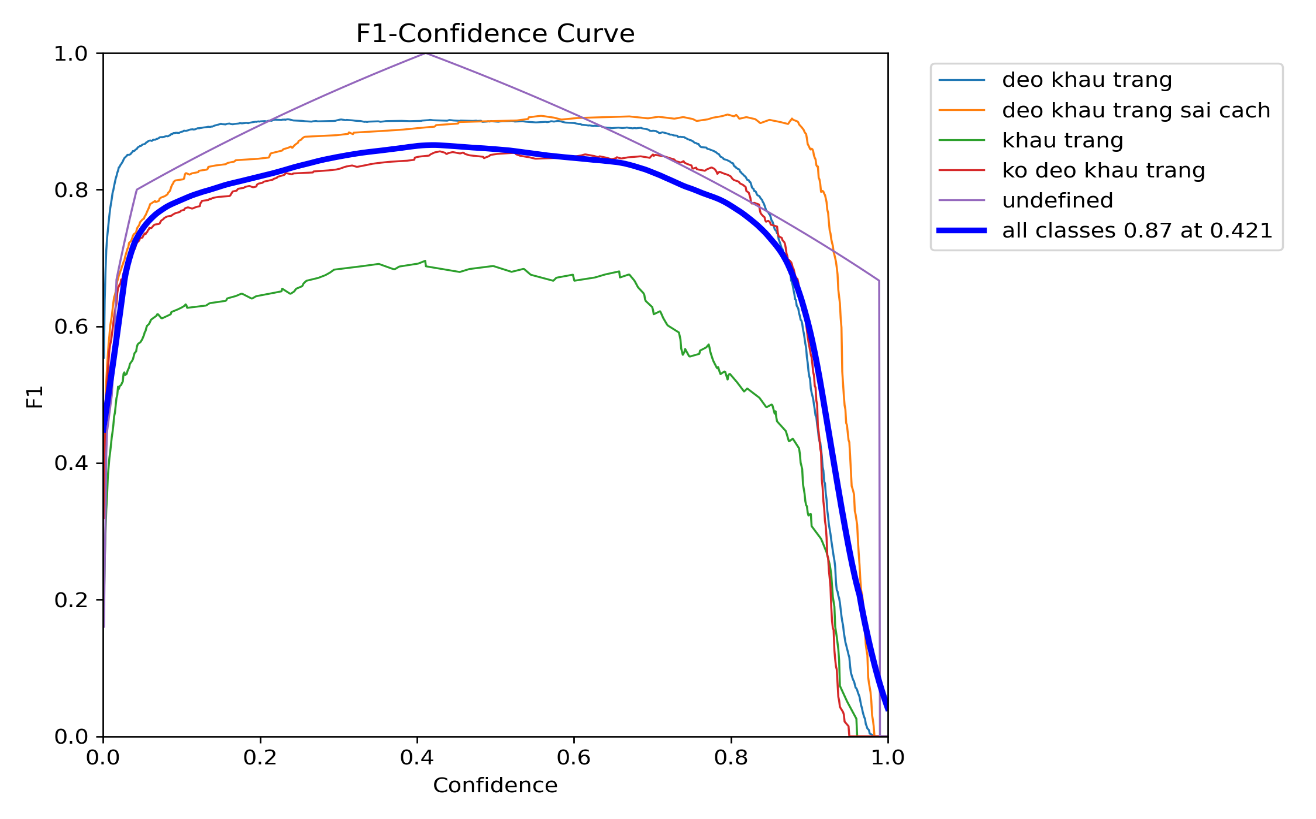 F1-Confidence Curve
1.0
0.8
0.6
0.4
0.2
0.0
F1
0.0 0.2 0.4 0.6 0.8 1.0
Confidence
deo khau trang
deo khau trang sai cach
khau trang
ko deo khau trang
undefined
all classes 0.87 at 0.421